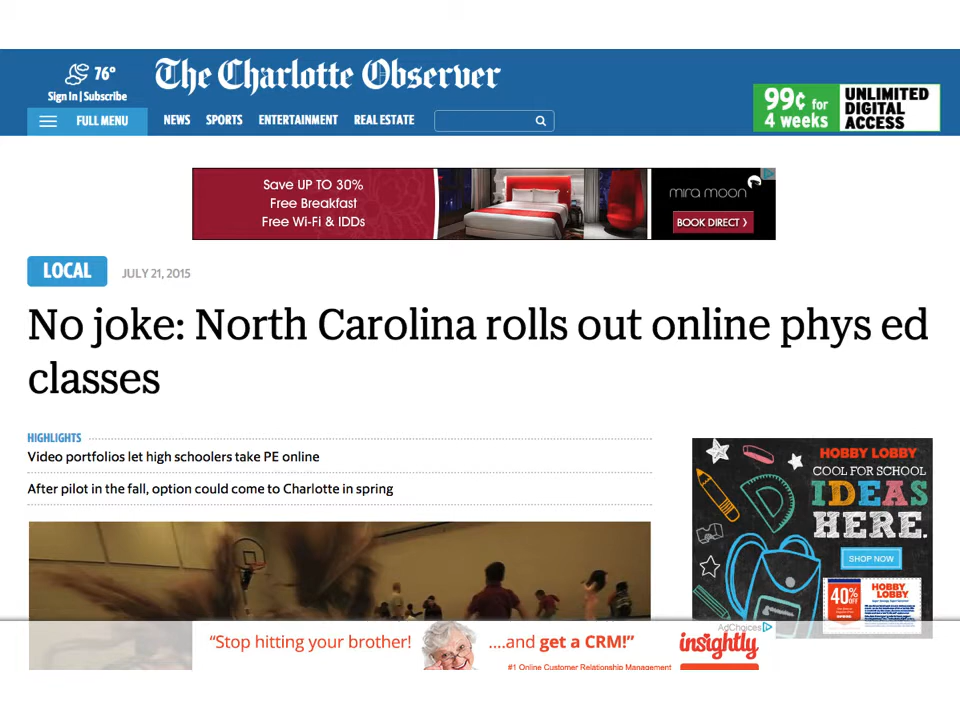 76°
The Charlotte Observer
Sign In | Subscribe
FULL MENU
NEWS SPORTS ENTERTAINMENT REAL ESTATE
99¢ for
4 weeks
UNLIMITED
DIGITAL
ACCESS
Save UP TO 30%
Free Breakfast
Free Wi-Fi & IDDs
mira moon
BOOK DIRECT >
LOCAL
JULY 21, 2015
No joke: North Carolina rolls out online phys ed
classes
HIGHLIGHTS
Video portfolios let high schoolers take PE online
After pilot in the fall, option could come to Charlotte in spring
HOBBY LOBBY
COOL FOR SCHOOL
IDEAS
HERE.
SHOP NOW
40%
OFF
HOBBY
LOBBY
AdChoices
"Stop hitting your brother!
....and get a CRM!"
insightly
#1 Online Customer Relationship Management